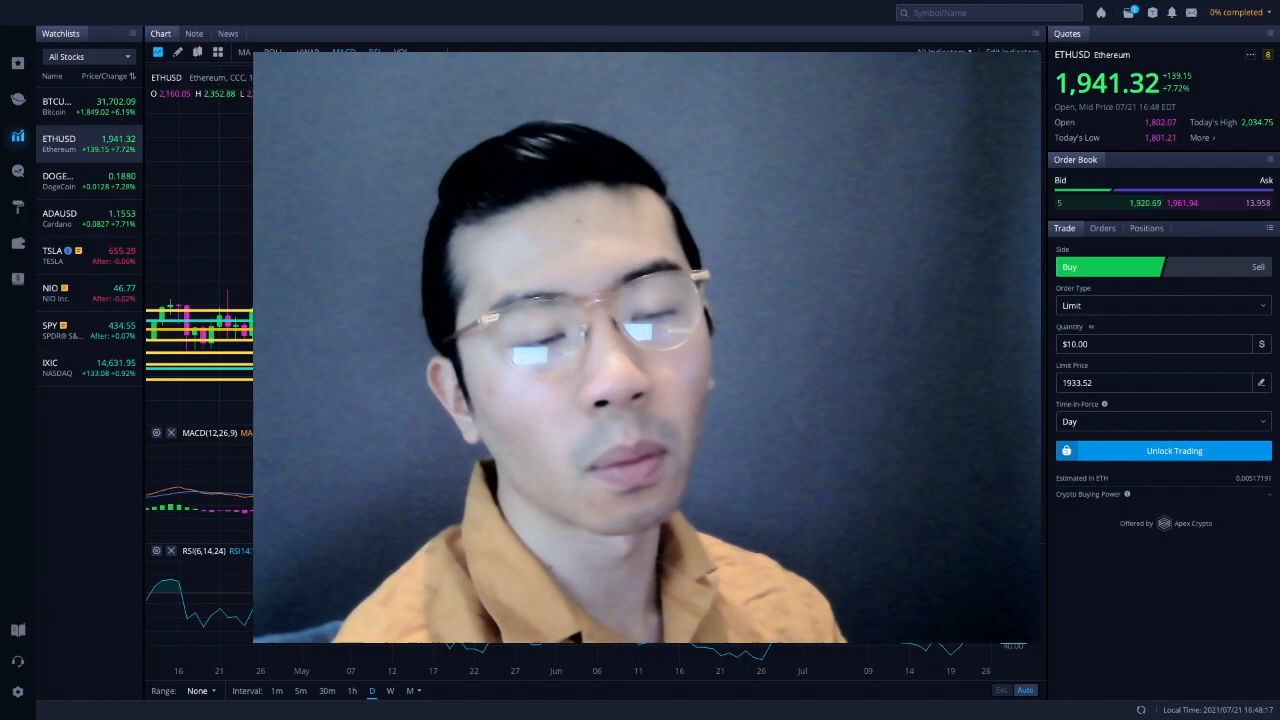 Symbol/Name
0% completed
Watchlists
Chart Note News
Quotes
All Stocks
MA
MACD
Name Price/Change
ETHUSD Ethereum, CCC, 1
O 2,160.05 H 2,352.88 L 2,
BTCU... 31,702.09
Bitcoin +1,849.02 +6.19%
ETHUSD 1,941.32
Ethereum +139.15 +7.72%
DOGE... 0.1880
DogeCoin +0.0128 +7.28%
ADAUSD 1.1553
Cardano +0.0827 +7.71%
TSLA 655.29
TESLA After: -0.06%
NIO 46.77
NIO Inc. After: -0.02%
SPY 434.55
SPDR® S&... After: +0.07%
IXIC 14,631.95
NASDAQ +133.08 +0.92%
MACD(12,26,9)
RSI(6,14,24) RSI14:
40.00
16 21 26 May 07 12 17 22 27 Jun 06 11 16 21 26 Jul 09 14 19 26
Range: None Interval: 1m 5m 30m 1h D W M
Ext. Auto
ETHUSD Ethereum
1,941.32 +139.15
+7.72%
Open, Mid Price 07/21 16:48 EDT
Open 1,802.07 Today's High 2,034.75
Today's Low 1,801.21 More ›
Order Book
Bid Ask
5 1,920.69 1,961.94 13.958
Trade Orders Positions
Side
Buy Sell
Order Type
Limit
Quantity
$10.00 $
Limit Price
1933.52
Time-In-Force
Day
Unlock Trading
Estimated in ETH 0.00517191
Crypto Buying Power --
Offered by Apex Crypto
Local Time: 2021/07/21 16:48:17